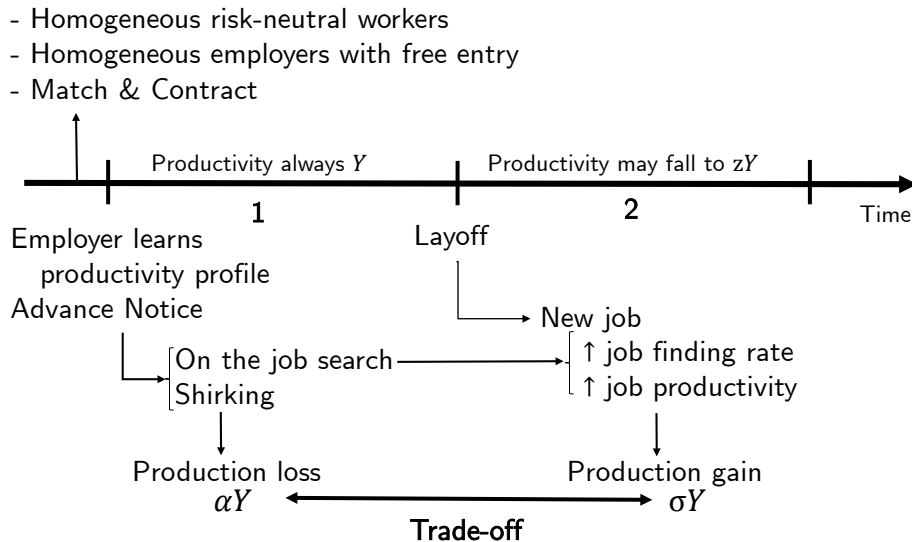 - Homogeneous risk-neutral workers
- Homogeneous employers with free entry
- Match & Contract
Productivity always Y
Productivity may fall to zY
1
2
Time
Employer learns
productivity profile
Advance Notice
Layoff
New job
On the job search
Shirking
↑ job finding rate
↑ job productivity
Production loss
αY
Production gain
σY
Trade-off